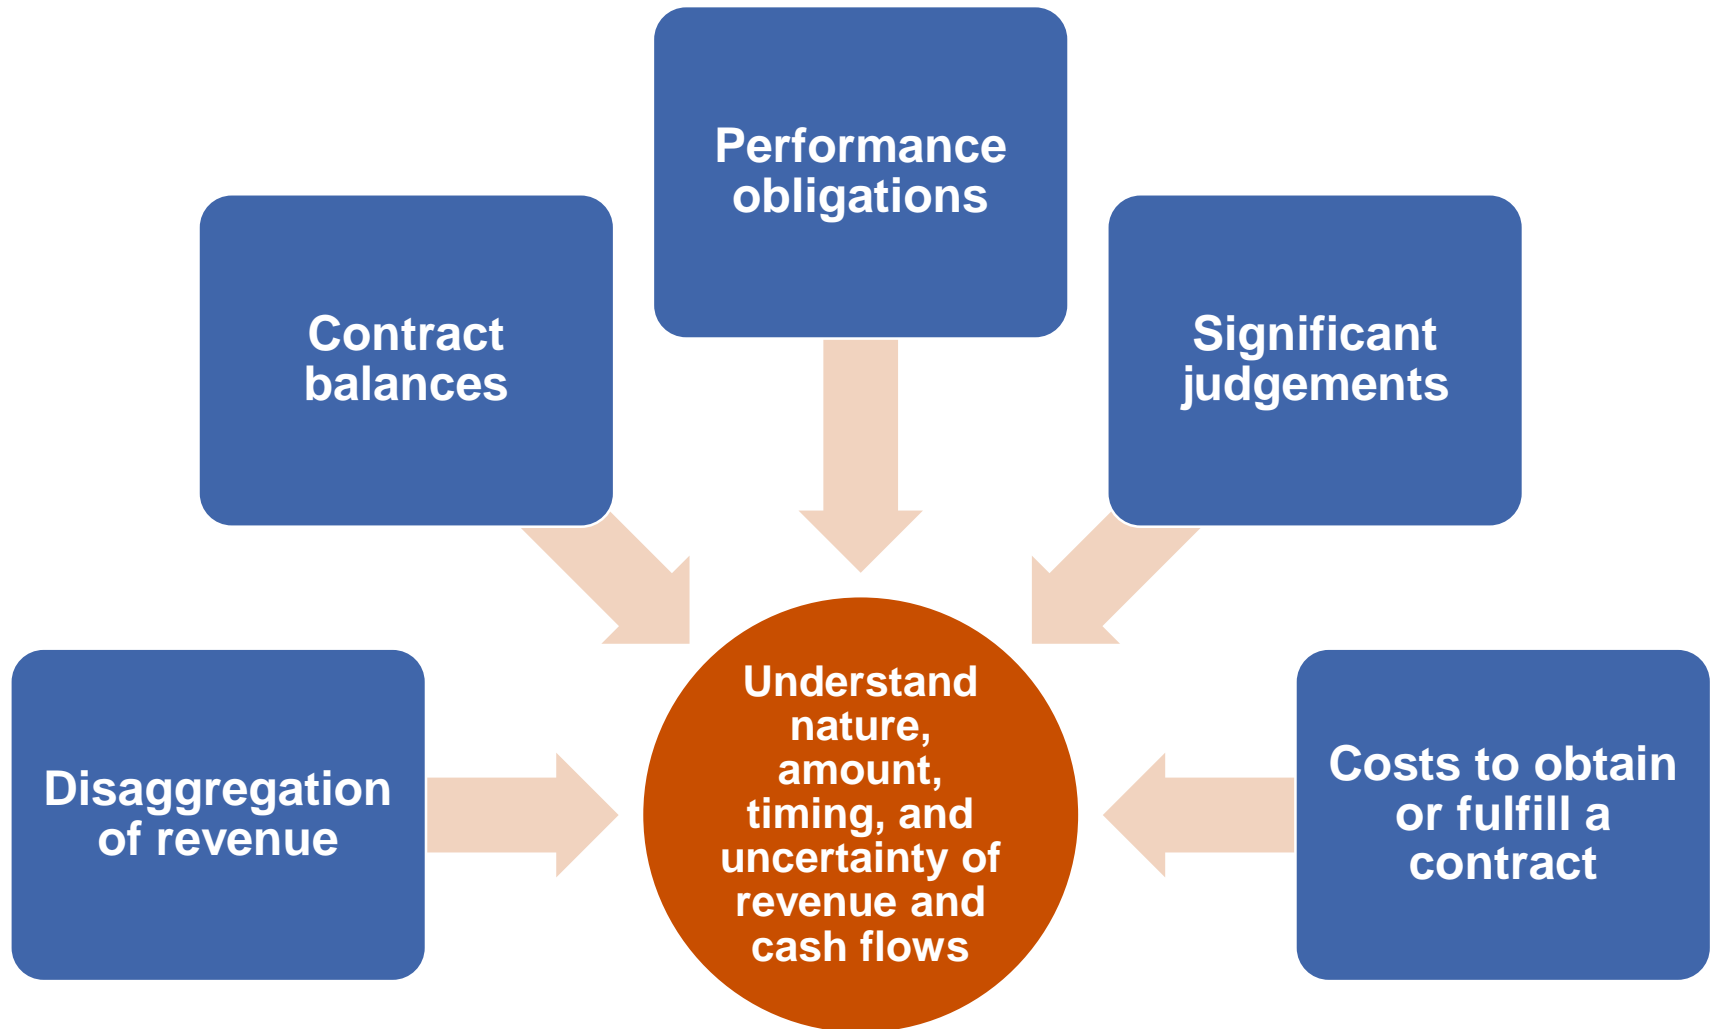 Performance
obligations
Contract
balances
Significant
judgements
Disaggregation
of revenue
Understand
nature,
amount,
timing, and
uncertainty of
revenue and
cash flows
Costs to obtain
or fulfill a
contract